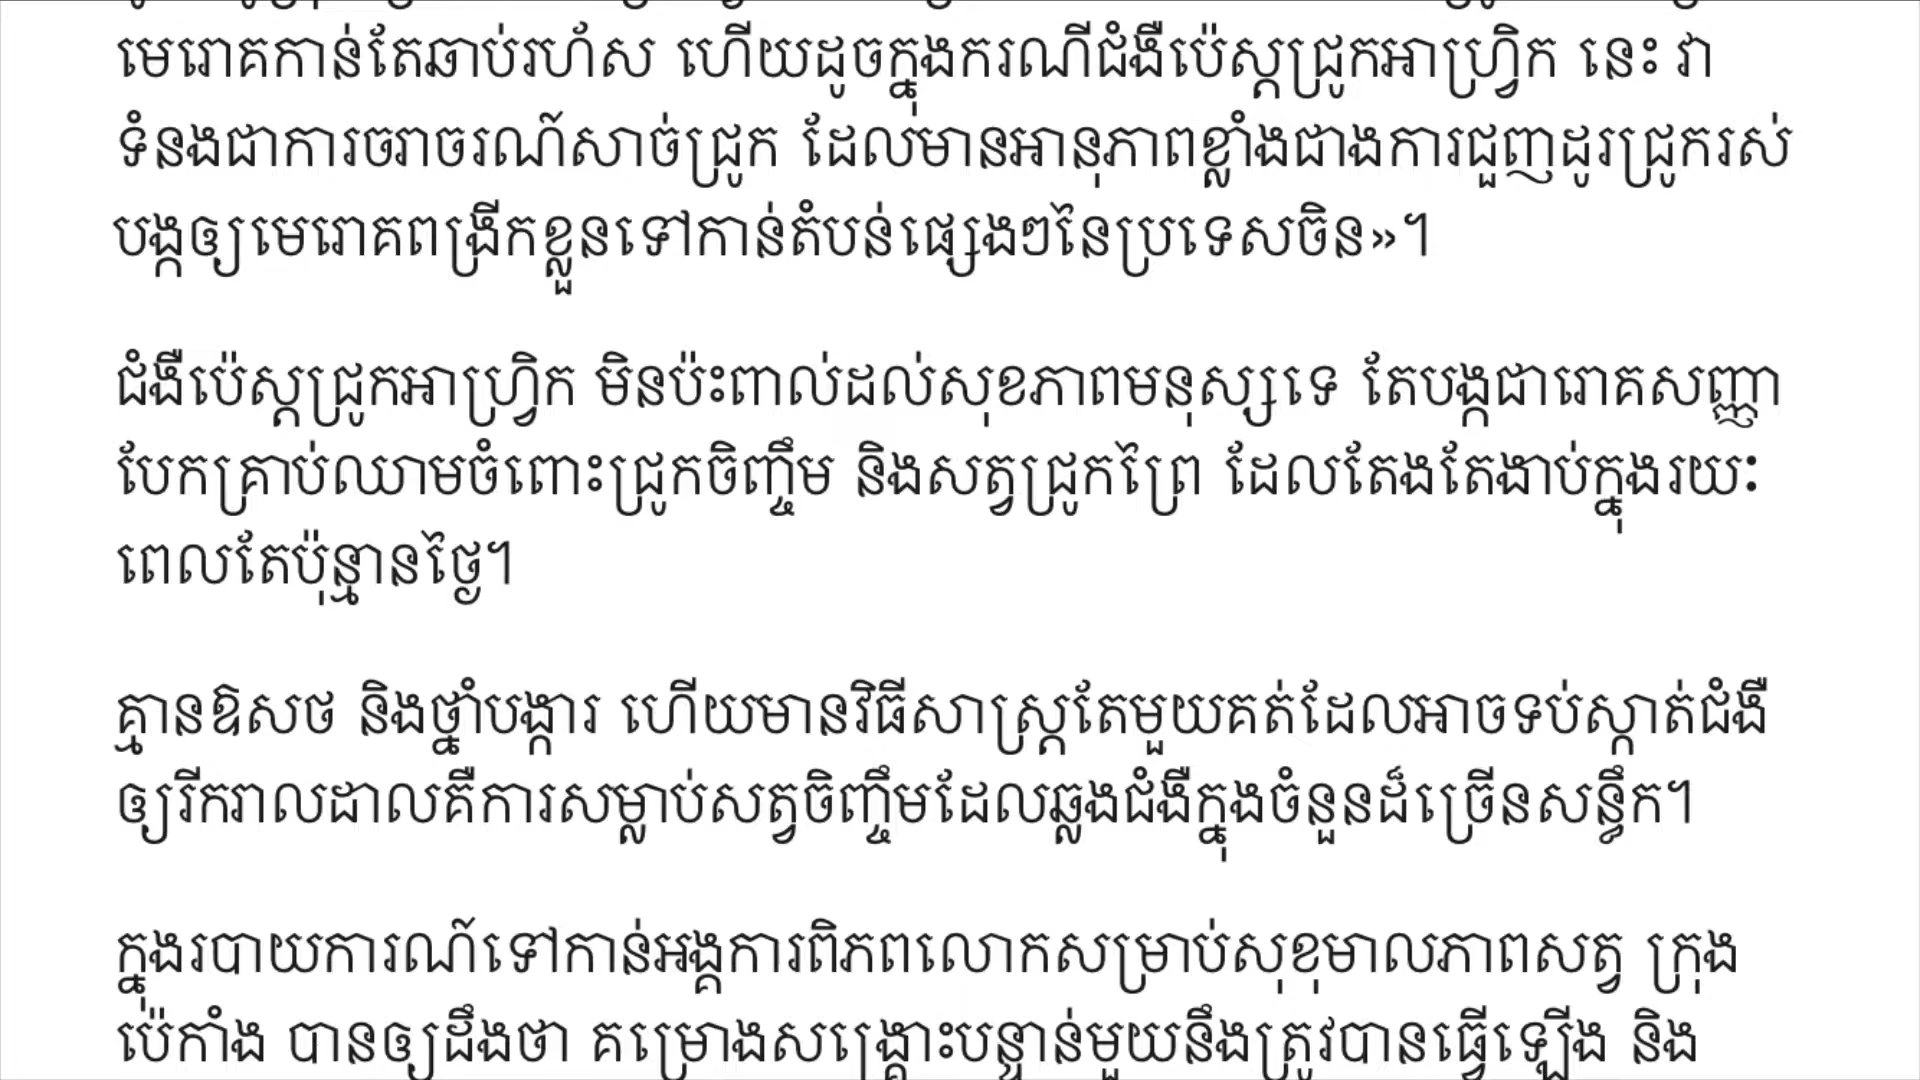 មេរោគកាន់តែឆាប់រហ័ស ហើយដូចក្នុងករណីជំងឺប៉េស្តជ្រូកអាហ្វ្រិក នេះ វា
ទំនងជាការចរាចរណ៍សាច់ជ្រូក ដែលមានអានុភាពខ្លាំងជាងការជួញដូរជ្រូករស់
បង្កឲ្យមេរោគពង្រីកខ្លួនទៅកាន់តំបន់ផ្សេងៗនៃប្រទេសចិន»។
ជំងឺប៉េស្តជ្រូកអាហ្វ្រិក មិនប៉ះពាល់ដល់សុខភាពមនុស្សទេ តែបង្កជារោគសញ្ញា
បែកគ្រាប់ឈាមចំពោះជ្រូកចិញ្ចឹម និងសត្វជ្រូកព្រៃ ដែលតែងតែងាប់ក្នុងរយៈ
ពេលតែប៉ុន្មានថ្ងៃ។
គ្មានឱសថ និងថ្នាំបង្ការ ហើយមានវិធីសាស្ត្រតែមួយគត់ដែលអាចទប់ស្កាត់ជំងឺ
ឲ្យរីករាលដាលគឺការសម្លាប់សត្វចិញ្ចឹមដែលឆ្លងជំងឺក្នុងចំនួនដ៏ច្រើនសន្ធឹក។
ក្នុងរបាយការណ៍ទៅកាន់អង្គការពិភពលោកសម្រាប់សុខុមាលភាពសត្វ ក្រុង
ប៉េកាំង បានឲ្យដឹងថា គម្រោងសង្គ្រោះបន្ទាន់មួយនឹងត្រូវបានធ្វើឡើង និង